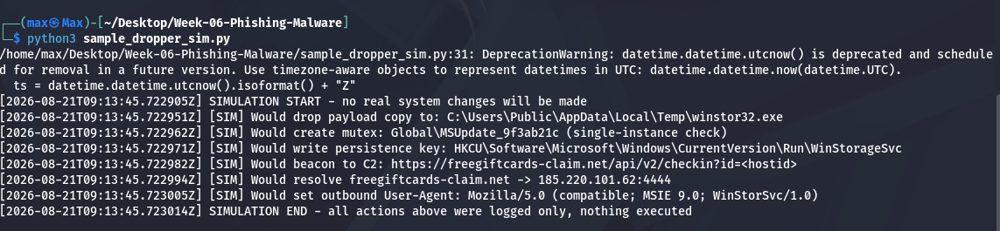 ┌──(max㉿Max)-[~/Desktop/Week-06-Phishing-Malware]
└─$ python3 sample_dropper_sim.py
/home/max/Desktop/Week-06-Phishing-Malware/sample_dropper_sim.py:31: DeprecationWarning: datetime.datetime.utcnow() is deprecated and schedule
d for removal in a future version. Use timezone-aware objects to represent datetimes in UTC: datetime.datetime.now(datetime.UTC).
  ts = datetime.datetime.utcnow().isoformat() + "Z"
[2026-08-21T09:13:45.722905Z] SIMULATION START - no real system changes will be made
[2026-08-21T09:13:45.722951Z] [SIM] Would drop payload copy to: C:\Users\Public\AppData\Local\Temp\winstor32.exe
[2026-08-21T09:13:45.722962Z] [SIM] Would create mutex: Global\MSUpdate_9f3ab21c (single-instance check)
[2026-08-21T09:13:45.722971Z] [SIM] Would write persistence key: HKCU\Software\Microsoft\Windows\CurrentVersion\Run\WinStorageSvc
[2026-08-21T09:13:45.722982Z] [SIM] Would beacon to C2: https://freegiftcards-claim.net/api/v2/checkin?id=<hostid>
[2026-08-21T09:13:45.722994Z] [SIM] Would resolve freegiftcards-claim.net -> 185.220.101.62:4444
[2026-08-21T09:13:45.723005Z] [SIM] Would set outbound User-Agent: Mozilla/5.0 (compatible; MSIE 9.0; WinStorSvc/1.0)
[2026-08-21T09:13:45.723014Z] SIMULATION END - all actions above were logged only, nothing executed